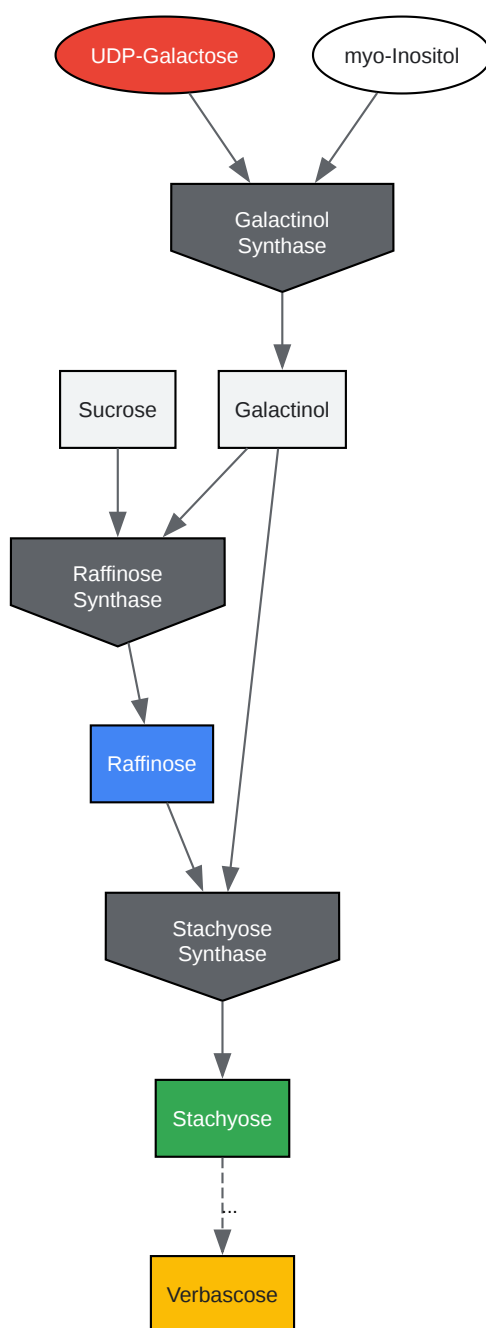 UDP-Galactose
myo-Inositol
Galactinol
Synthase
Sucrose
Galactinol
Raffinose
Synthase
Raffinose
Stachyose
Synthase
Stachyose
...
Verbascose